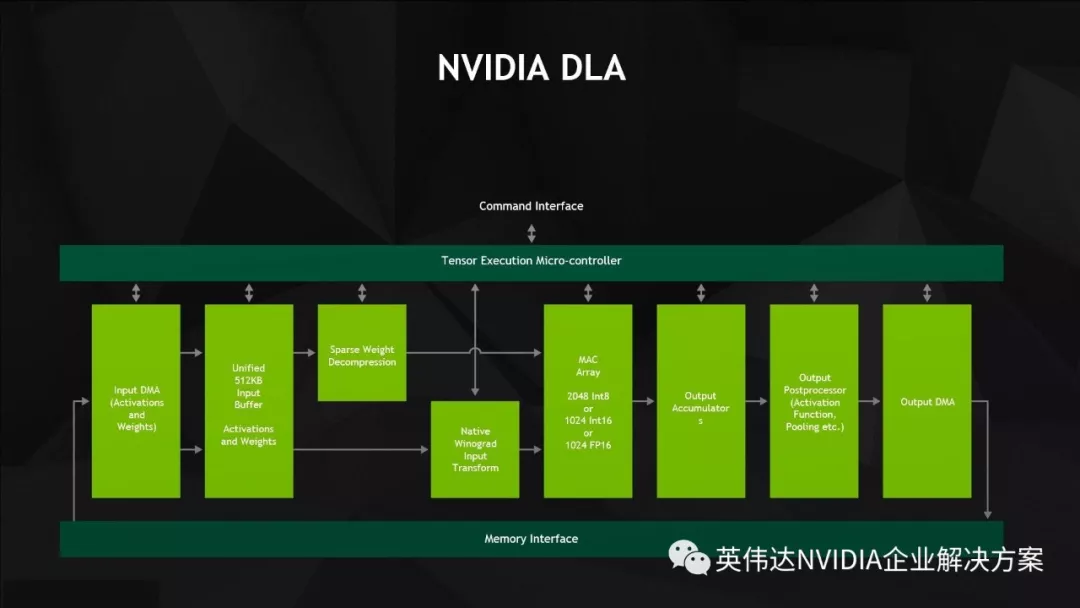 NVIDIA DLA
Command Interface
Tensor Execution Micro-controller
Input DMA
(Activations
and
Weights)
Unified
512KB
Input
Buffer
Activations
and Weights
Sparse Weight
Decompression
Native
Winograd
Input
Transform
MAC
Array
2048 Int8
or
1024 Int16
or
1024 FP16
Output
Accumulator
s
Output
Postprocessor
(Activation
Function,
Pooling etc.)
Output DMA
Memory Interface
英伟达NVIDIA企业解决方案